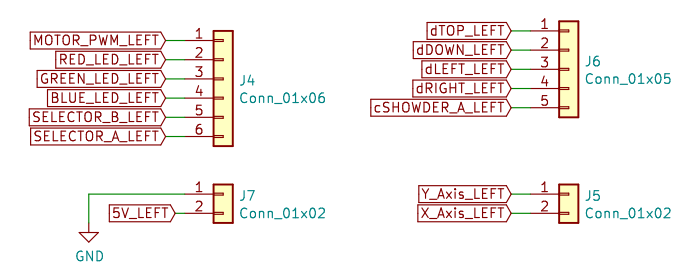 MOTOR_PWM_LEFT 1
RED_LED_LEFT 2
GREEN_LED_LEFT 3
BLUE_LED_LEFT 4
SELECTOR_B_LEFT 5
SELECTOR_A_LEFT 6
J4
Conn_01x06
dTOP_LEFT 1
dDOWN_LEFT 2
dLEFT_LEFT 3
dRIGHT_LEFT 4
cSHOWDER_A_LEFT 5
J6
Conn_01x05
1
5V_LEFT 2
J7
Conn_01x02
GND
Y_Axis_LEFT 1
X_Axis_LEFT 2
J5
Conn_01x02